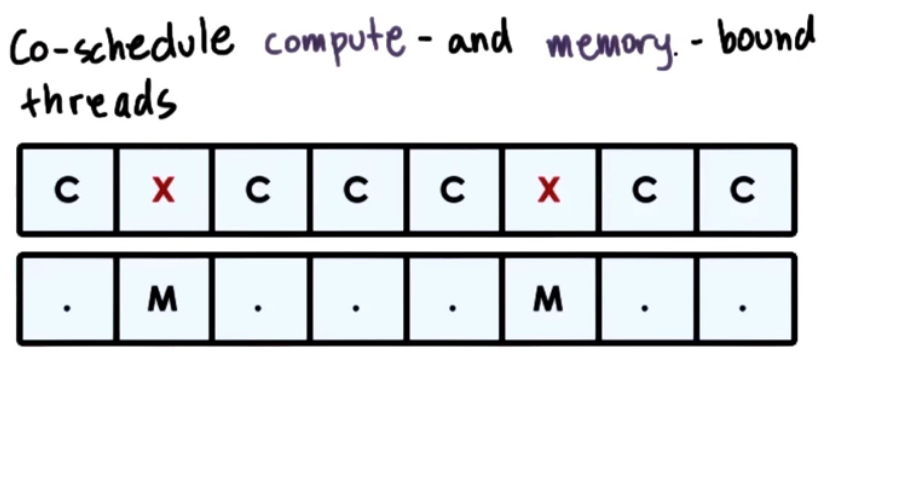 Co-schedule compute - and memory. - bound
threads
C X C C C X C C
. M . . . M . .